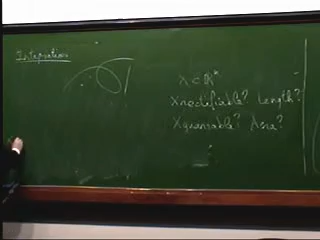 Integration
X ⊂ ℝⁿ
X rectifiable? Length?
X quarrable? Area?